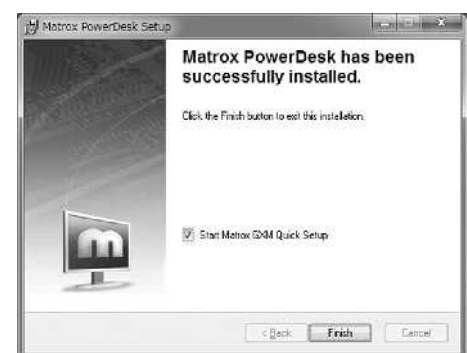 Matrox PowerDesk Setup
Matrox PowerDesk has been
successfully installed.
Click the Finish button to exit this installation.
m
Start Matrox GXM Quick Setup
< Back
Finish
Cancel